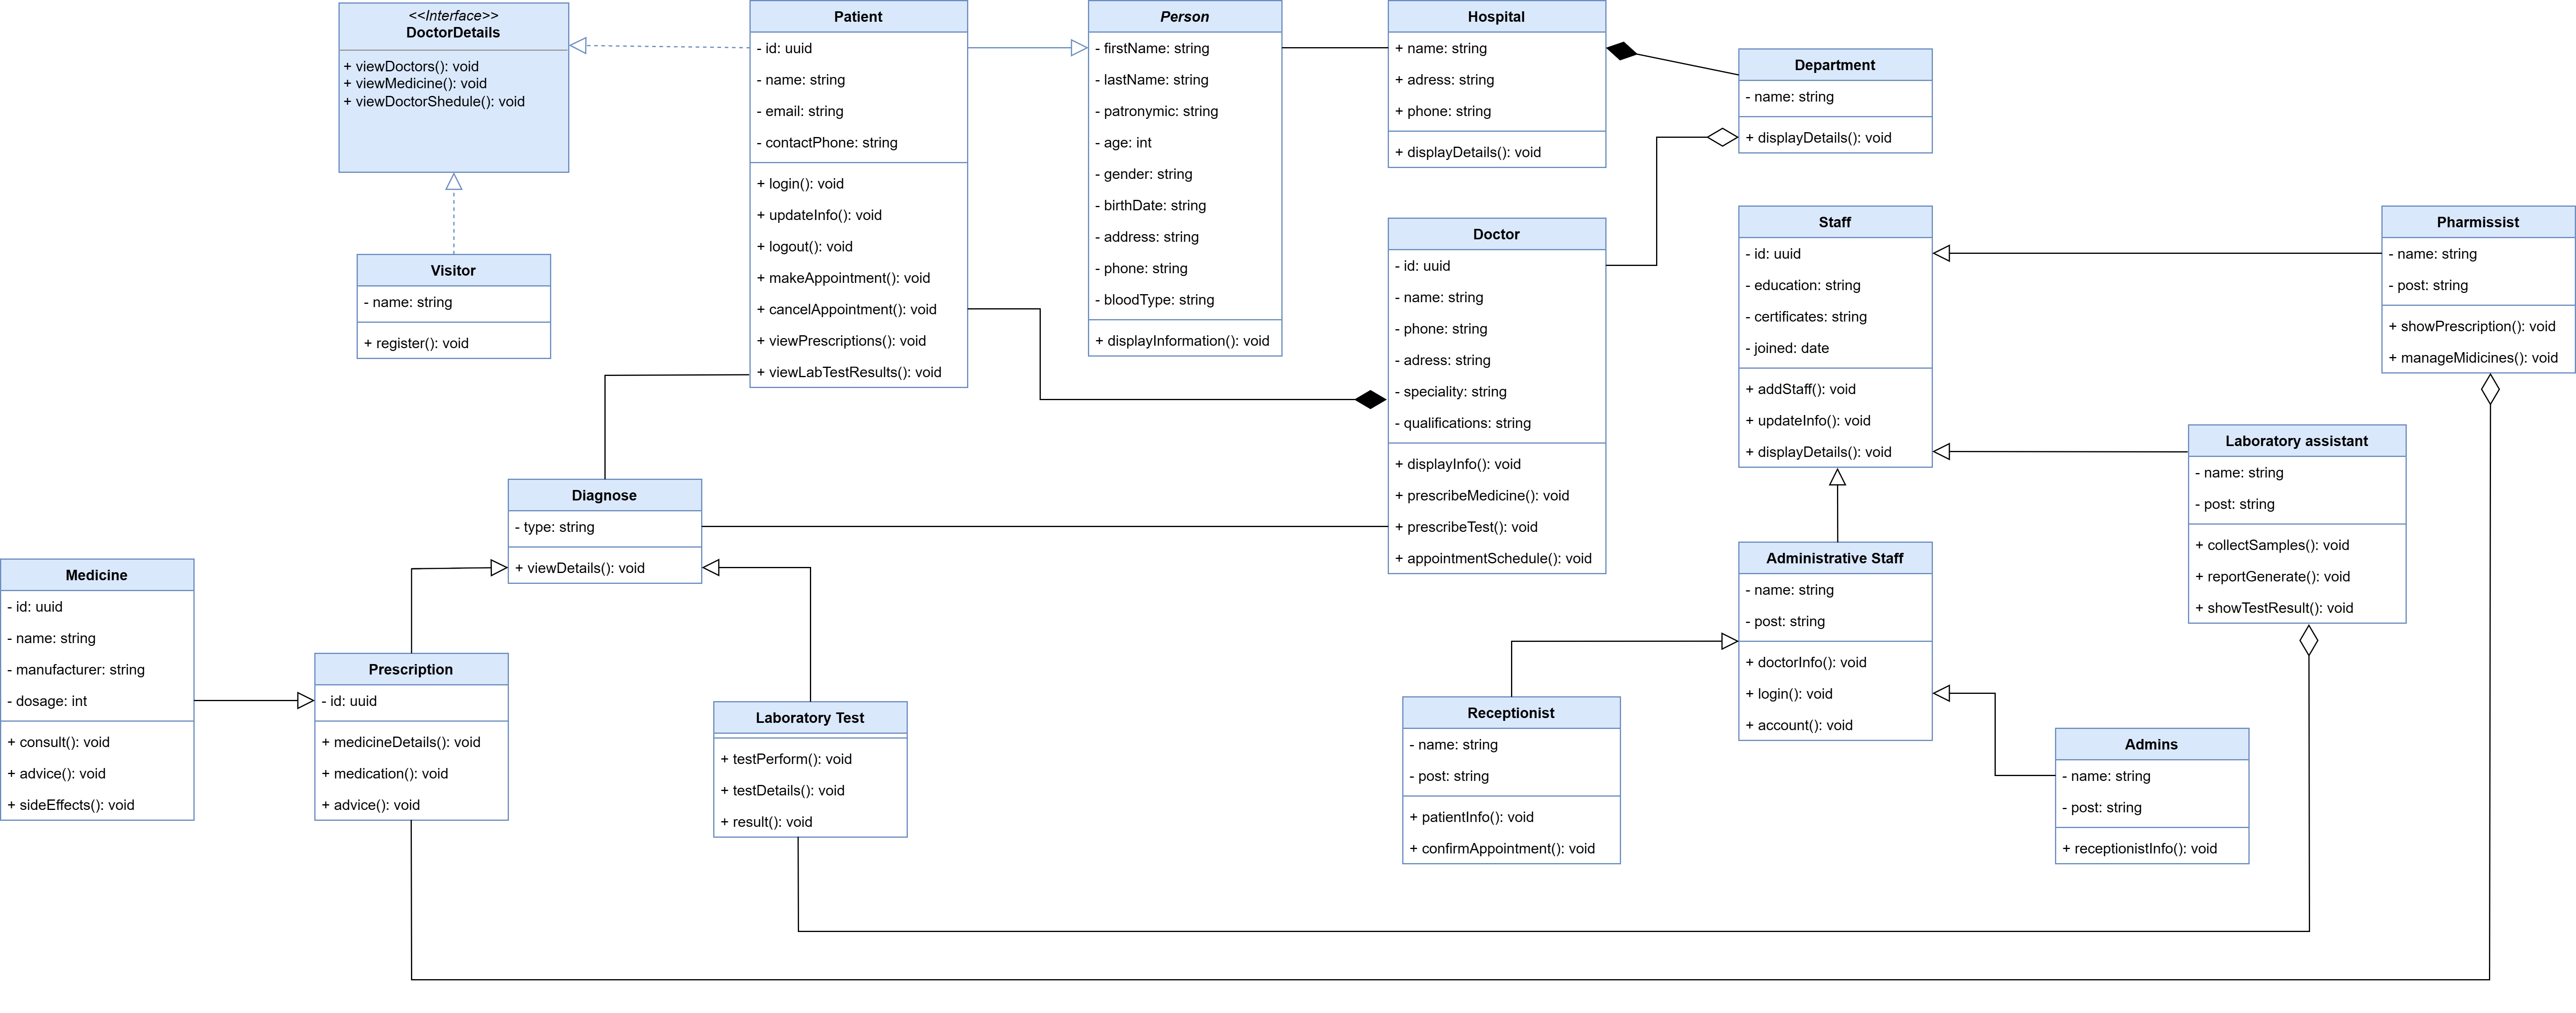 <<Interface>>
DoctorDetails
+ viewDoctors(): void
+ viewMedicine(): void
+ viewDoctorShedule(): void
Patient
- id: uuid
- name: string
- email: string
- contactPhone: string
+ login(): void
+ updateInfo(): void
+ logout(): void
+ makeAppointment(): void
+ cancelAppointment(): void
+ viewPrescriptions(): void
+ viewLabTestResults(): void
Person
- firstName: string
- lastName: string
- patronymic: string
- age: int
- gender: string
- birthDate: string
- address: string
- phone: string
- bloodType: string
+ displayInformation(): void
Hospital
+ name: string
+ adress: string
+ phone: string
+ displayDetails(): void
Department
- name: string
+ displayDetails(): void
Visitor
- name: string
+ register(): void
Doctor
- id: uuid
- name: string
- phone: string
- adress: string
- speciality: string
- qualifications: string
+ displayInfo(): void
+ prescribeMedicine(): void
+ prescribeTest(): void
+ appointmentSchedule(): void
Staff
- id: uuid
- education: string
- certificates: string
- joined: date
+ addStaff(): void
+ updateInfo(): void
+ displayDetails(): void
Pharmissist
- name: string
- post: string
+ showPrescription(): void
+ manageMidicines(): void
Laboratory assistant
- name: string
- post: string
+ collectSamples(): void
+ reportGenerate(): void
+ showTestResult(): void
Diagnose
- type: string
+ viewDetails(): void
Administrative Staff
- name: string
- post: string
+ doctorInfo(): void
+ login(): void
+ account(): void
Medicine
- id: uuid
- name: string
- manufacturer: string
- dosage: int
+ consult(): void
+ advice(): void
+ sideEffects(): void
Prescription
- id: uuid
+ medicineDetails(): void
+ medication(): void
+ advice(): void
Laboratory Test
+ testPerform(): void
+ testDetails(): void
+ result(): void
Receptionist
- name: string
- post: string
+ patientInfo(): void
+ confirmAppointment(): void
Admins
- name: string
- post: string
+ receptionistInfo(): void